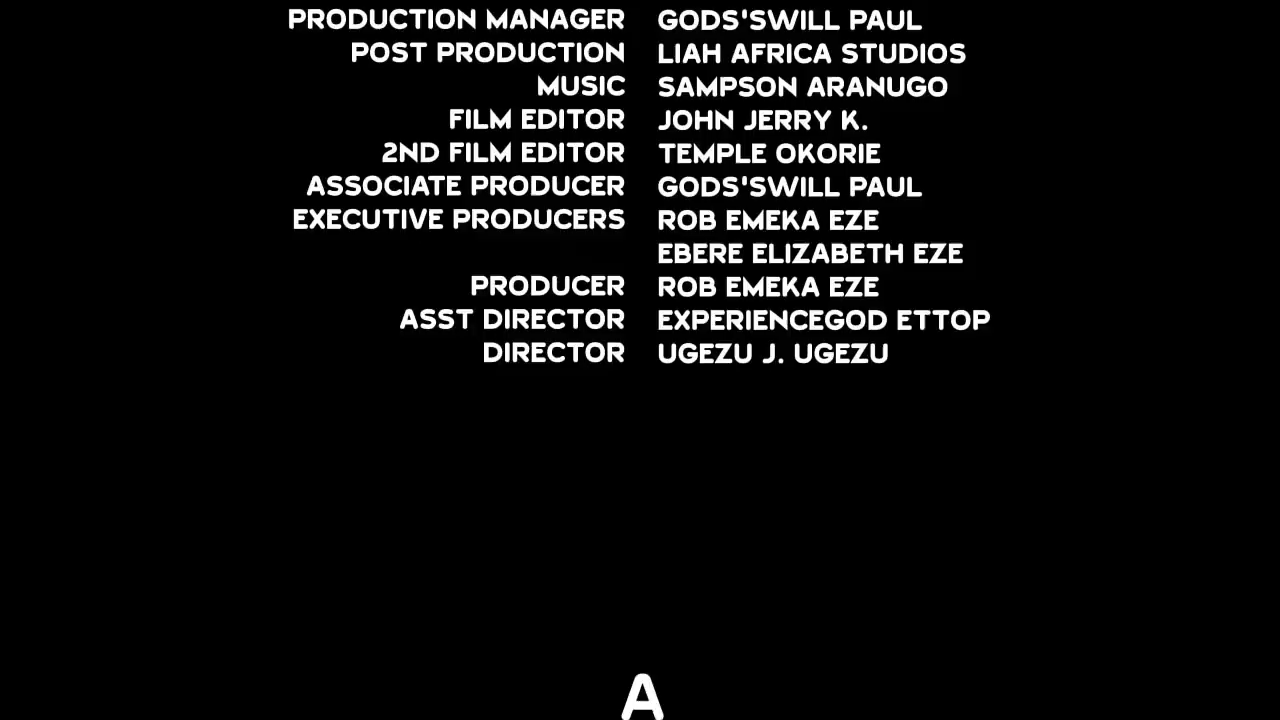 PRODUCTION MANAGER GODS'SWILL PAUL
POST PRODUCTION LIAH AFRICA STUDIOS
MUSIC SAMPSON ARANUGO
FILM EDITOR JOHN JERRY K.
2ND FILM EDITOR TEMPLE OKORIE
ASSOCIATE PRODUCER GODS'SWILL PAUL
EXECUTIVE PRODUCERS ROB EMEKA EZE
EBERE ELIZABETH EZE
PRODUCER ROB EMEKA EZE
ASST DIRECTOR EXPERIENCEGOD ETTOP
DIRECTOR UGEZU J. UGEZU
A